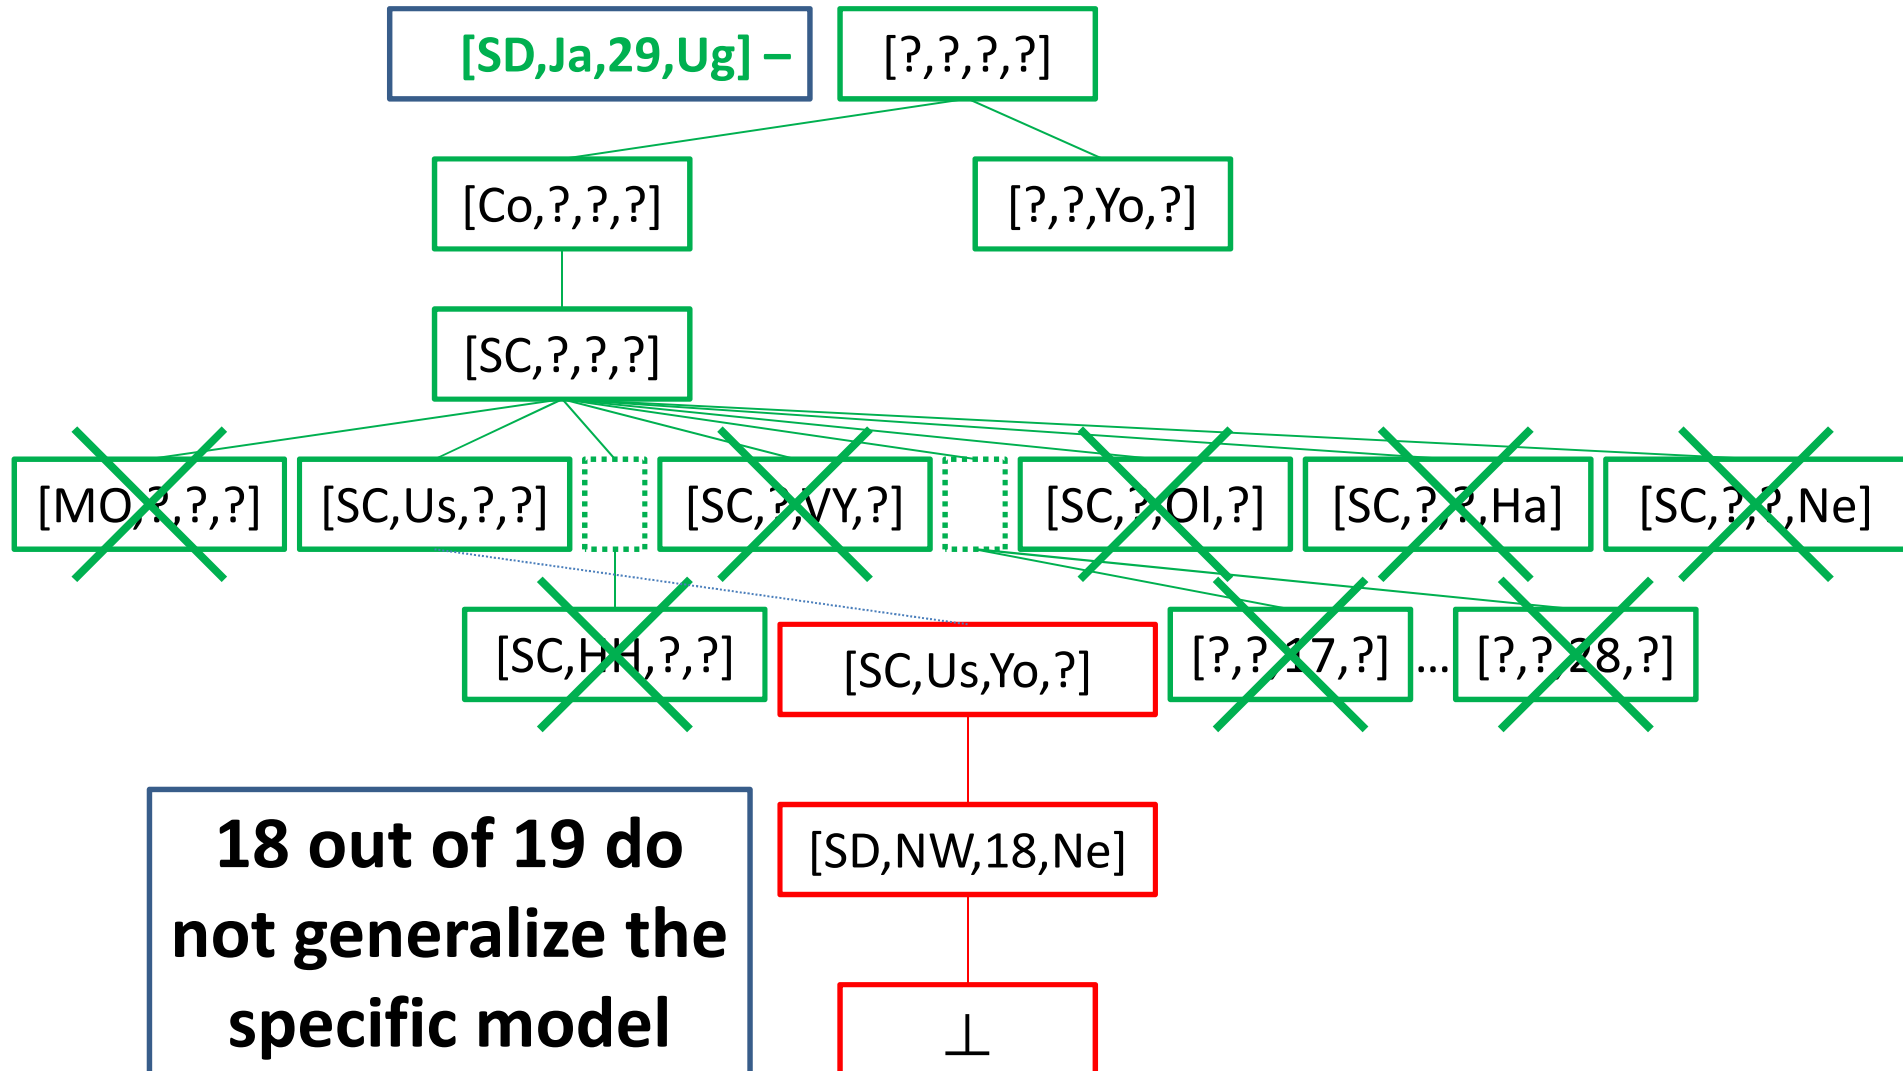 [SD,Ja,29,Ug] –
[?,?,?,?]
[Co,?,?,?]
[?,?,Yo,?]
[SC,?,?,?]
[MO,?,?,?]
[SC,Us,?,?]
[SC,?,VY,?]
[SC,?,Ol,?]
[SC,?,?,Ha]
[SC,?,?,Ne]
[SC,HH,?,?]
[SC,Us,Yo,?]
[?,?,17,?]
...
[?,?,28,?]
18 out of 19 do
not generalize the
specific model
[SD,NW,18,Ne]
⊥